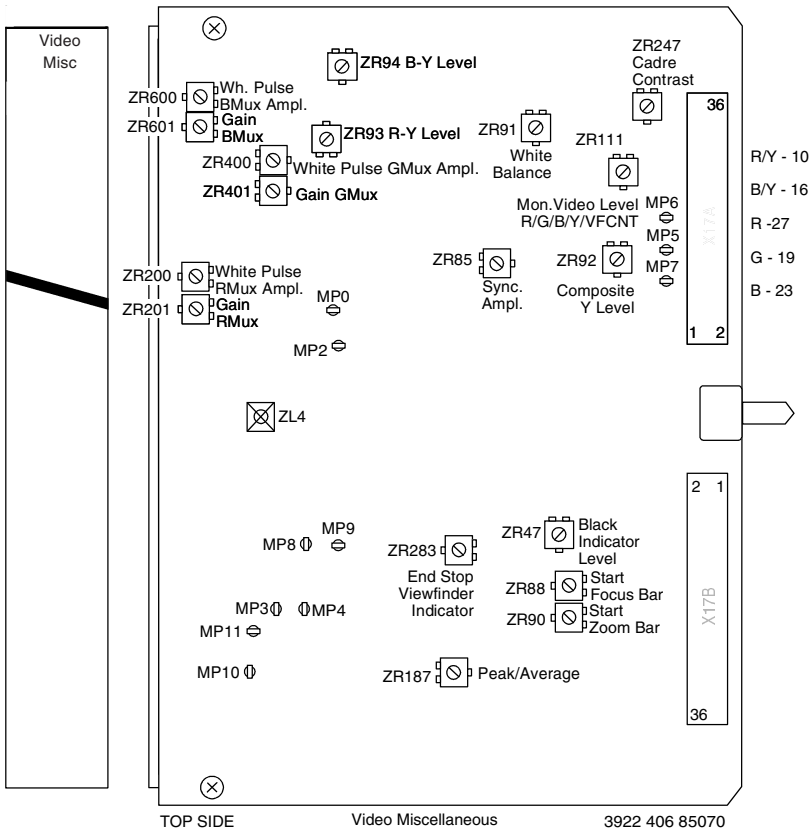 Video
Misc
ZR94 B-Y Level
ZR247
Cadre
Contrast
ZR600
Wh. Pulse
BMux Ampl.
ZR601
Gain
BMux
36
ZR93 R-Y Level
ZR91
White
Balance
ZR111
ZR400
White Pulse GMux Ampl.
R/Y - 10
ZR401
Gain GMux
B/Y - 16
Mon.Video Level
R/G/B/Y/VFCNT
MP6
X17A
R -27
MP5
ZR85
Sync.
Ampl.
ZR92
Composite
Y Level
MP7
G - 19
ZR200
White Pulse
RMux Ampl.
B - 23
ZR201
Gain
RMux
MP0
1 2
MP2
ZL4
2 1
MP9
MP8
ZR283
End Stop
Viewfinder
Indicator
ZR47
Black
Indicator
Level
ZR88
Start
Focus Bar
X17B
MP3
MP4
ZR90
Start
Zoom Bar
MP11
MP10
ZR187
Peak/Average
36
TOP SIDE
Video Miscellaneous
3922 406 85070